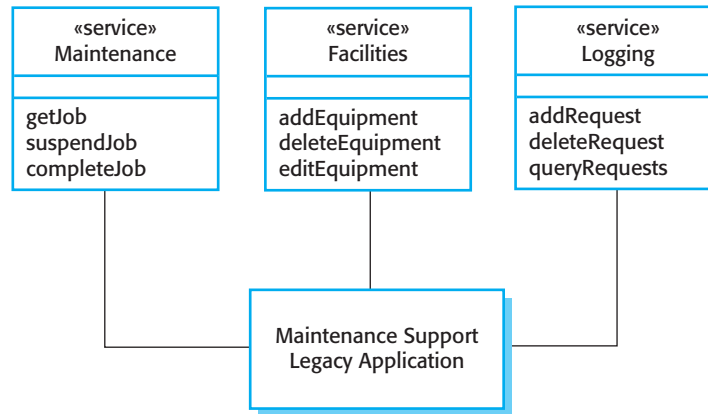 «service»
Maintenance
getJob
suspendJob
completeJob
«service»
Facilities
addEquipment
deleteEquipment
editEquipment
«service»
Logging
addRequest
deleteRequest
queryRequests
Maintenance Support
Legacy Application